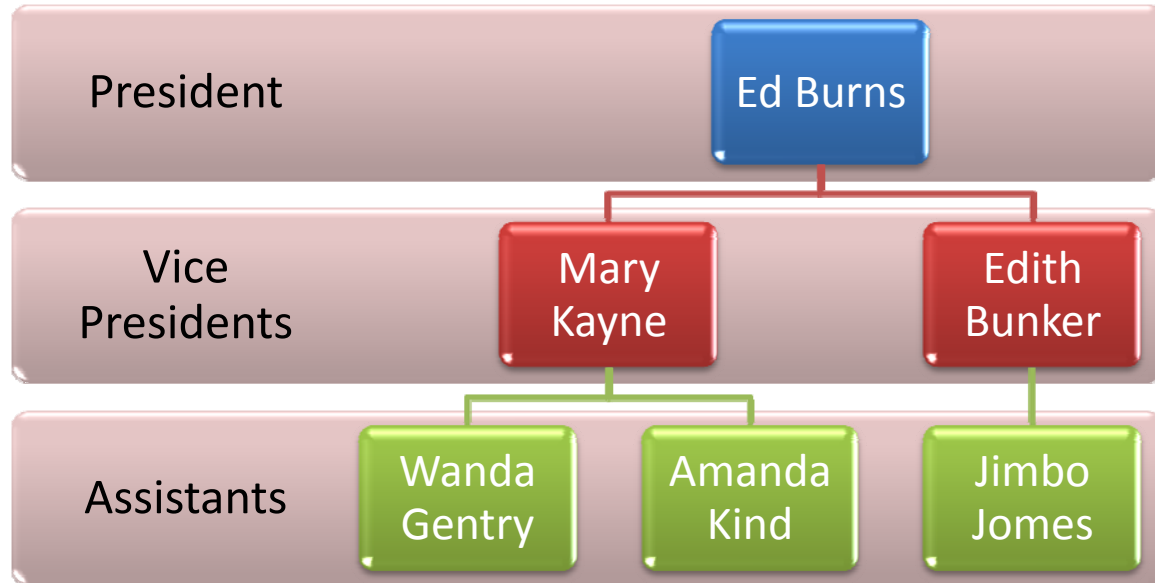 President
Ed Burns
Vice
Presidents
Mary
Kayne
Edith
Bunker
Assistants
Wanda
Gentry
Amanda
Kind
Jimbo
Jomes